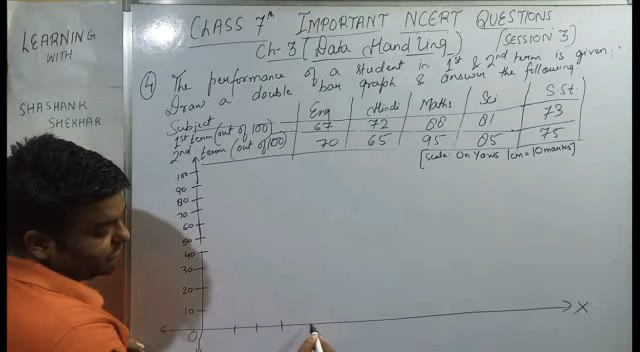 LEARNING
WITH
SHASHANK
SHEKHAR
CLASS 7th IMPORTANT NCERT QUESTIONS
Ch-3 (Data Handling) (SESSION 3)
④ The performance of a student in 1st & 2nd term is given.
Draw a double bar graph & answer the following:
Subject Eng Hindi Maths Sci S.St.
1st term (out of 100) 67 72 88 81 73
2nd term (out of 100) 70 65 95 85 75
[Scale On Yaxis 1cm = 10 marks]
100
90
80
70
60
50
40
30
20
10
O
X